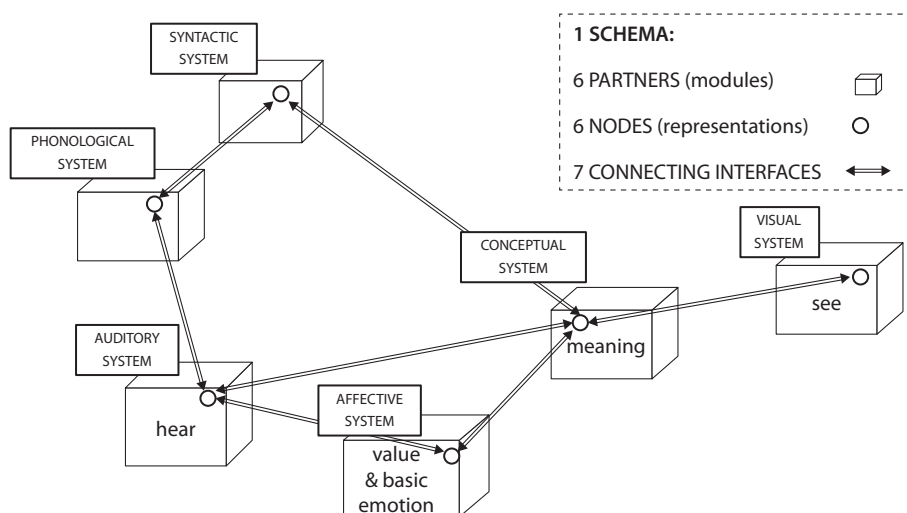 SYNTACTIC
SYSTEM
PHONOLOGICAL
SYSTEM
AUDITORY
SYSTEM
hear
AFFECTIVE
SYSTEM
value
& basic
emotion
CONCEPTUAL
SYSTEM
meaning
VISUAL
SYSTEM
see
1 SCHEMA:
6 PARTNERS (modules)
6 NODES (representations)
7 CONNECTING INTERFACES